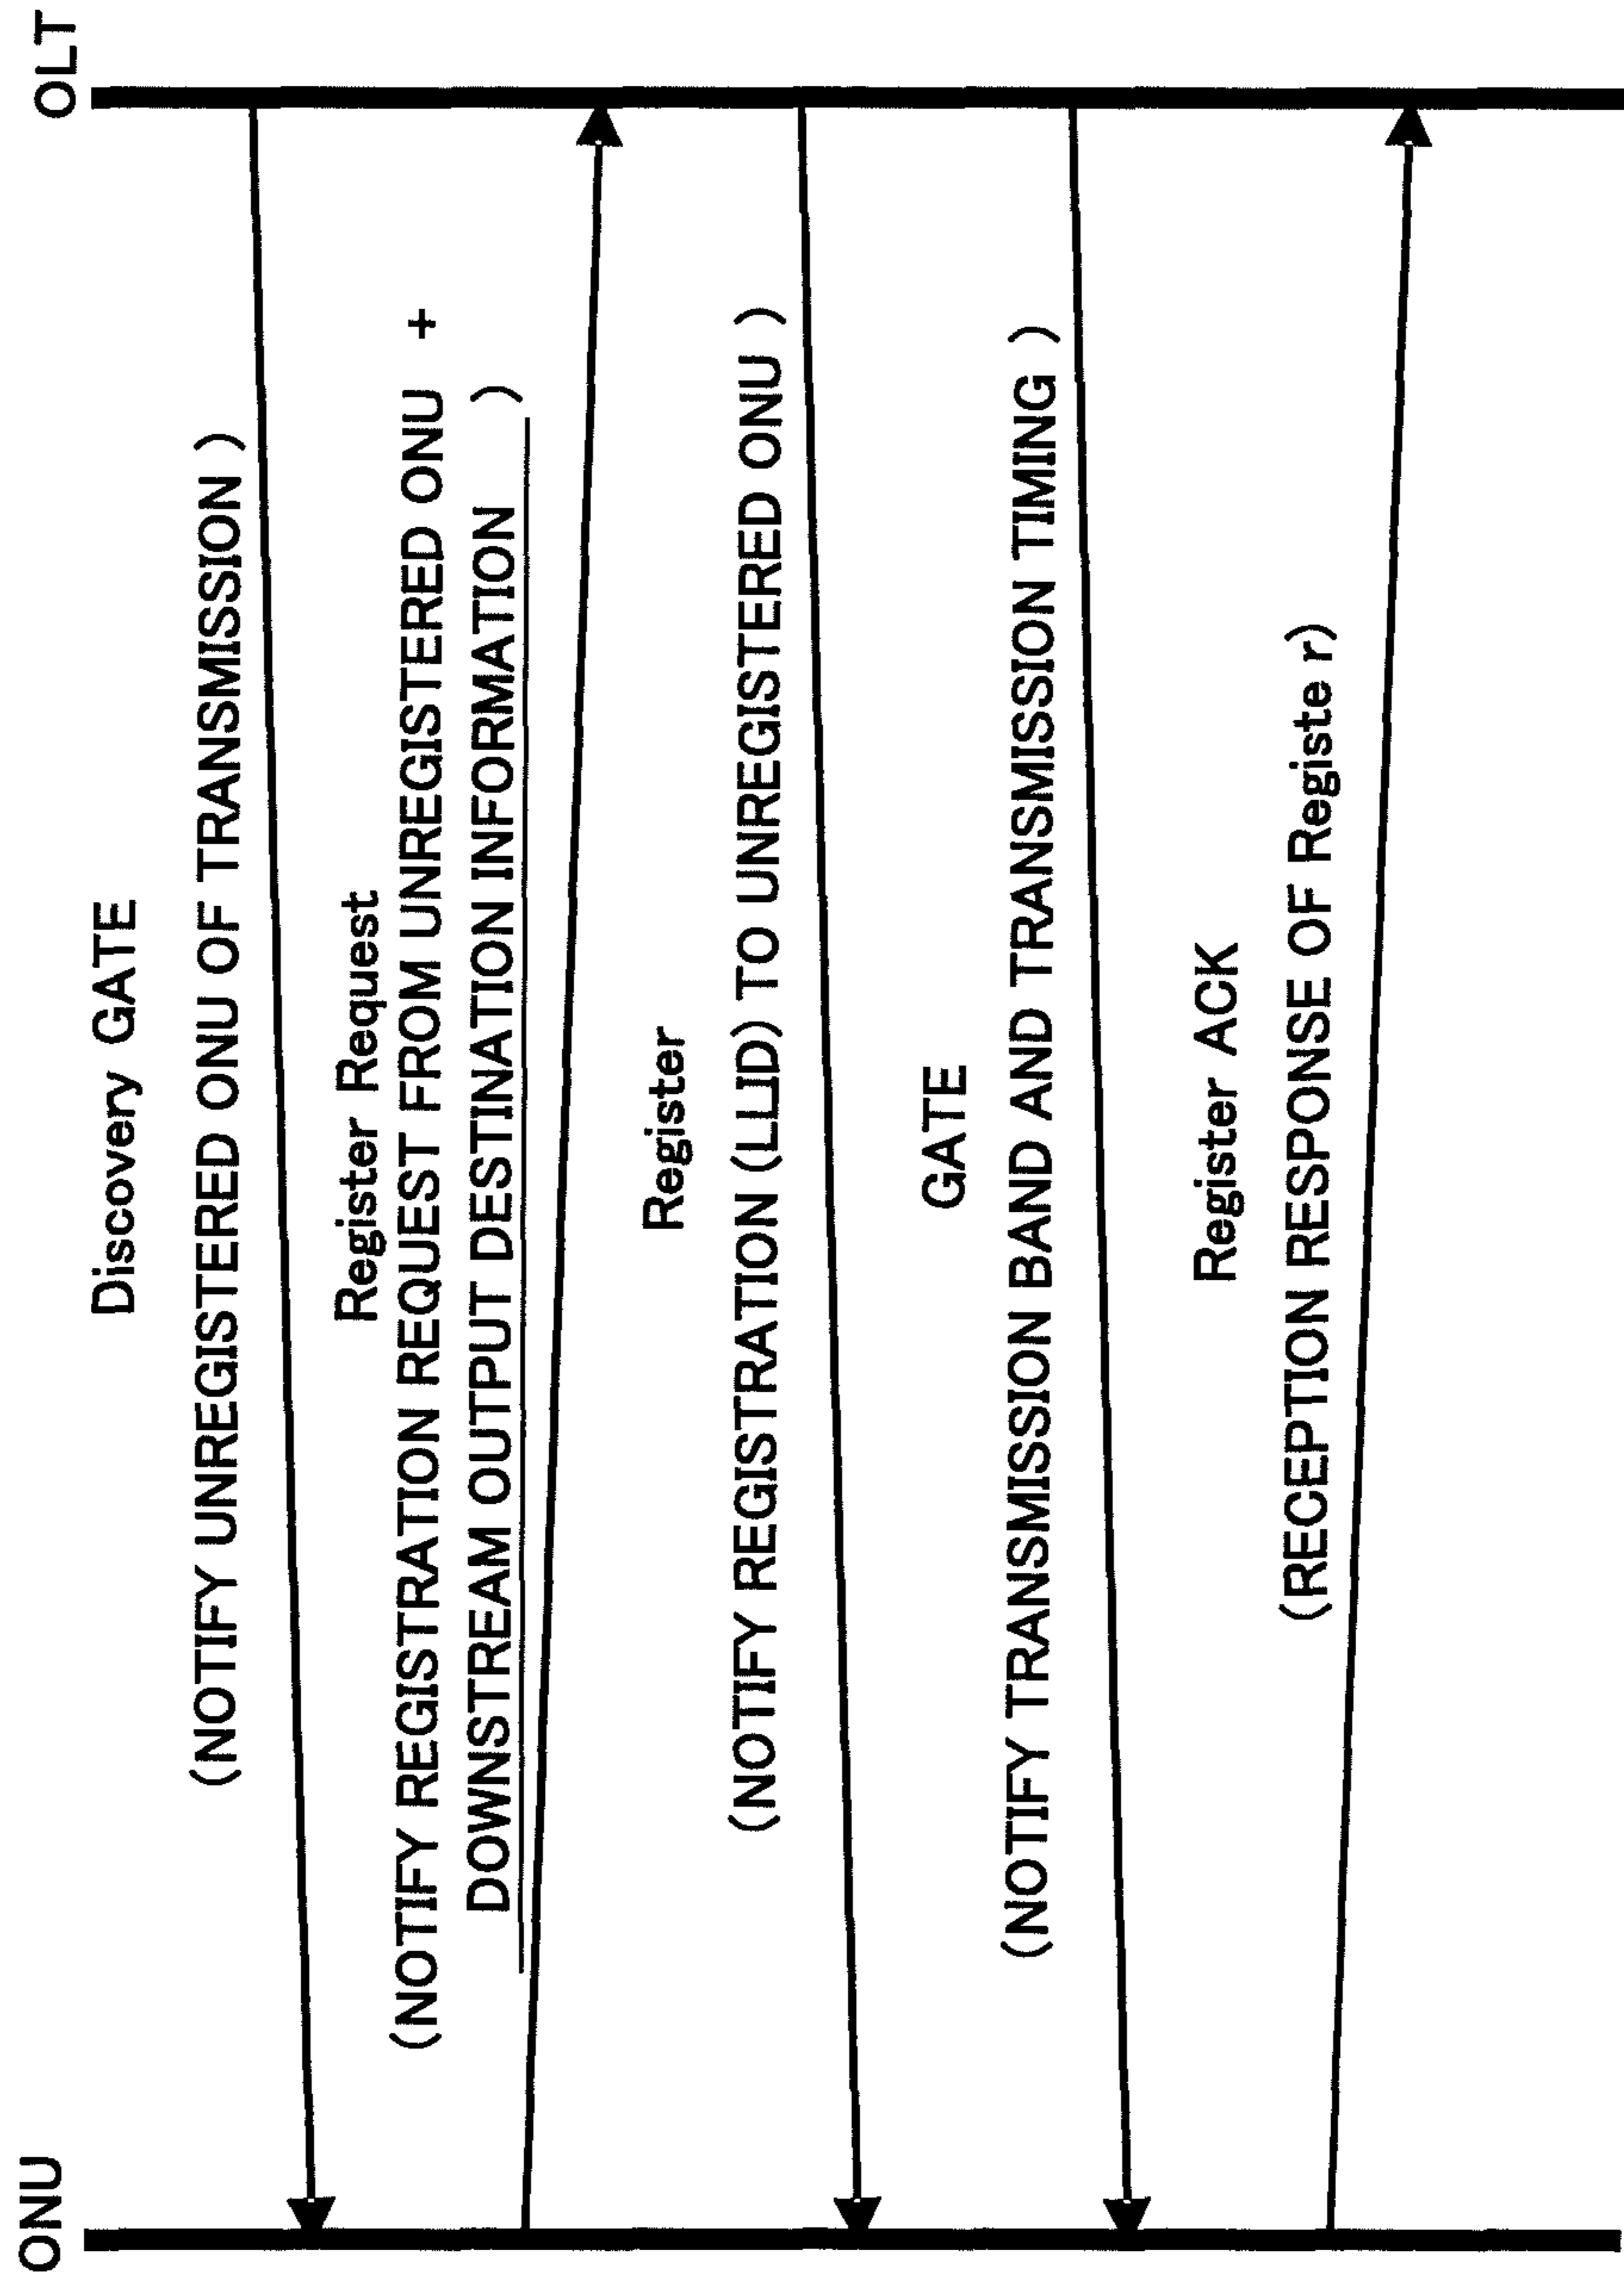 ONU
OLT
Discovery GATE
(NOTIFY UNREGISTERED ONU OF TRANSMISSION )
Register Request
(NOTIFY REGISTRATION REQUEST FROM UNREGISTERED ONU +
DOWNSTREAM OUTPUT DESTINATION INFORMATION )
Register
(NOTIFY REGISTRATION (LLID) TO UNREGISTERED ONU )
GATE
(NOTIFY TRANSMISSION BAND AND TRANSMISSION TIMING )
Register ACK
(RECEPTION RESPONSE OF Registe r)